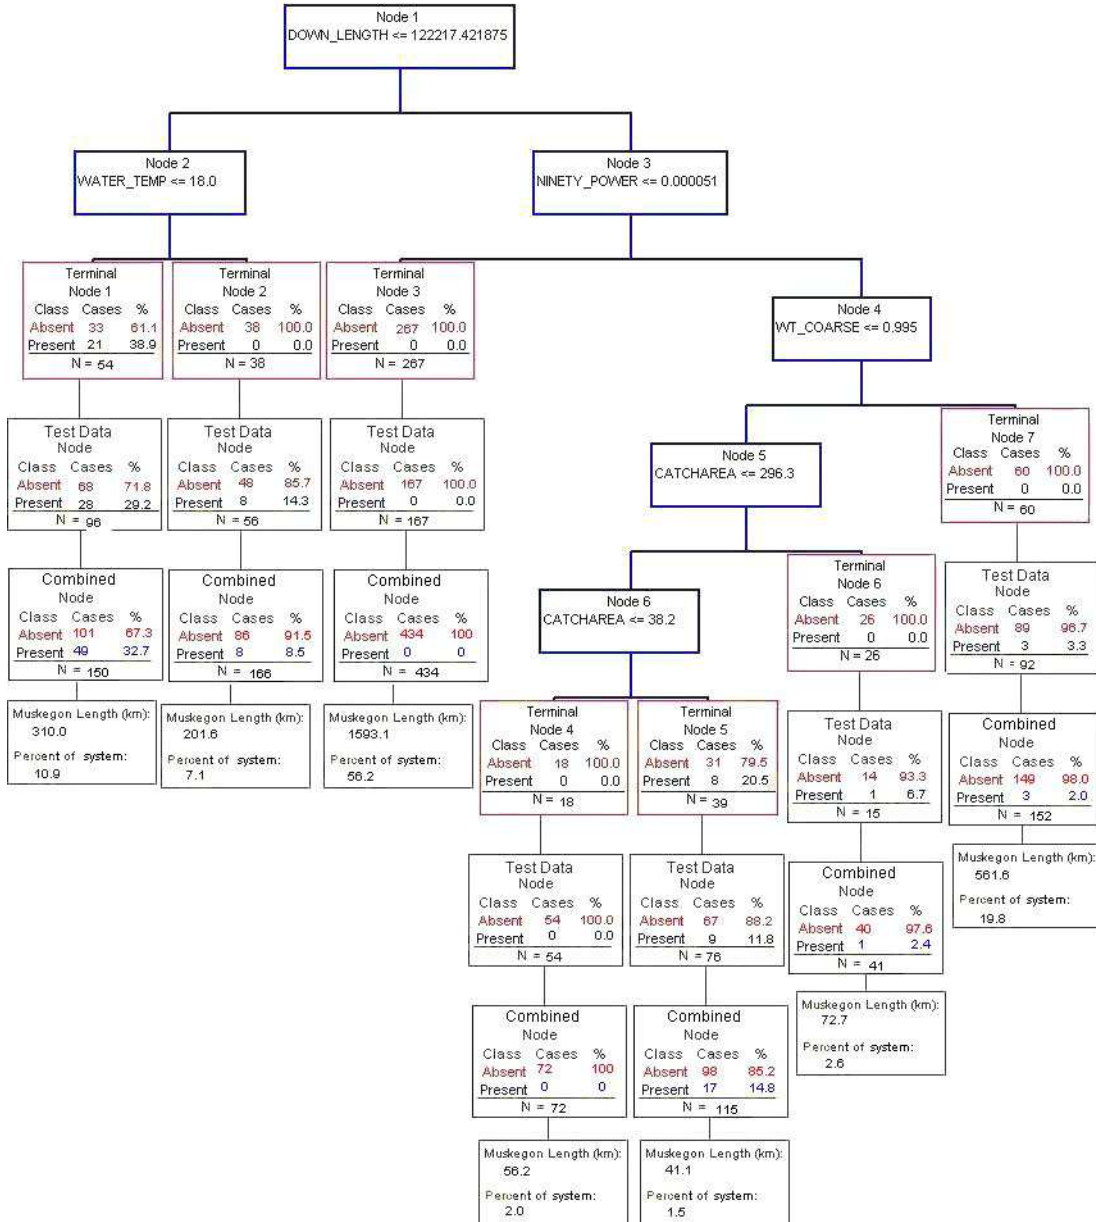 Node 1
DOWN_LENGTH <= 122217.421875
Node 2
WATER_TEMP <= 18.0
Node 3
NINETY_POWER <= 0.000051
Terminal
Node 1
Class Cases %
Absent 33 61.1
Present 21 38.9
N = 54
Terminal
Node 2
Class Cases %
Absent 38 100.0
Present 0 0.0
N = 38
Terminal
Node 3
Class Cases %
Absent 267 100.0
Present 0 0.0
N = 267
Node 4
WT_COARSE <= 0.995
Test Data
Node
Class Cases %
Absent 68 71.8
Present 28 29.2
N = 96
Test Data
Node
Class Cases %
Absent 48 85.7
Present 8 14.3
N = 56
Test Data
Node
Class Cases %
Absent 167 100.0
Present 0 0.0
N = 167
Node 5
CATCHAREA <= 296.3
Terminal
Node 7
Class Cases %
Absent 60 100.0
Present 0 0.0
N = 60
Combined
Node
Class Cases %
Absent 101 67.3
Present 49 32.7
N = 150
Combined
Node
Class Cases %
Absent 86 91.5
Present 8 8.5
N = 166
Combined
Node
Class Cases %
Absent 434 100
Present 0 0
N = 434
Node 6
CATCHAREA <= 38.2
Terminal
Node 6
Class Cases %
Absent 26 100.0
Present 0 0.0
N = 26
Test Data
Node
Class Cases %
Absent 89 96.7
Present 3 3.3
N = 92
Muskegon Length (km):
310.0
Percent of system:
10.9
Muskegon Length (km):
201.6
Percent of system:
7.1
Muskegon Length (km):
1593.1
Percent of system:
56.2
Terminal
Node 4
Class Cases %
Absent 18 100.0
Present 0 0.0
N = 18
Terminal
Node 5
Class Cases %
Absent 31 79.5
Present 8 20.5
N = 39
Test Data
Node
Class Cases %
Absent 14 93.3
Present 1 6.7
N = 15
Combined
Node
Class Cases %
Absent 149 98.0
Present 3 2.0
N = 152
Test Data
Node
Class Cases %
Absent 54 100.0
Present 0 0.0
N = 54
Test Data
Node
Class Cases %
Absent 67 88.2
Present 9 11.8
N = 76
Combined
Node
Class Cases %
Absent 40 97.6
Present 1 2.4
N = 41
Muskegon Length (km):
561.6
Percent of system:
19.8
Combined
Node
Class Cases %
Absent 72 100
Present 0 0
N = 72
Combined
Node
Class Cases %
Absent 98 85.2
Present 17 14.8
N = 115
Muskegon Length (km):
72.7
Percent of system:
2.6
Muskegon Length (km):
56.2
Percent of system:
2.0
Muskegon Length (km):
41.1
Percent of system:
1.5